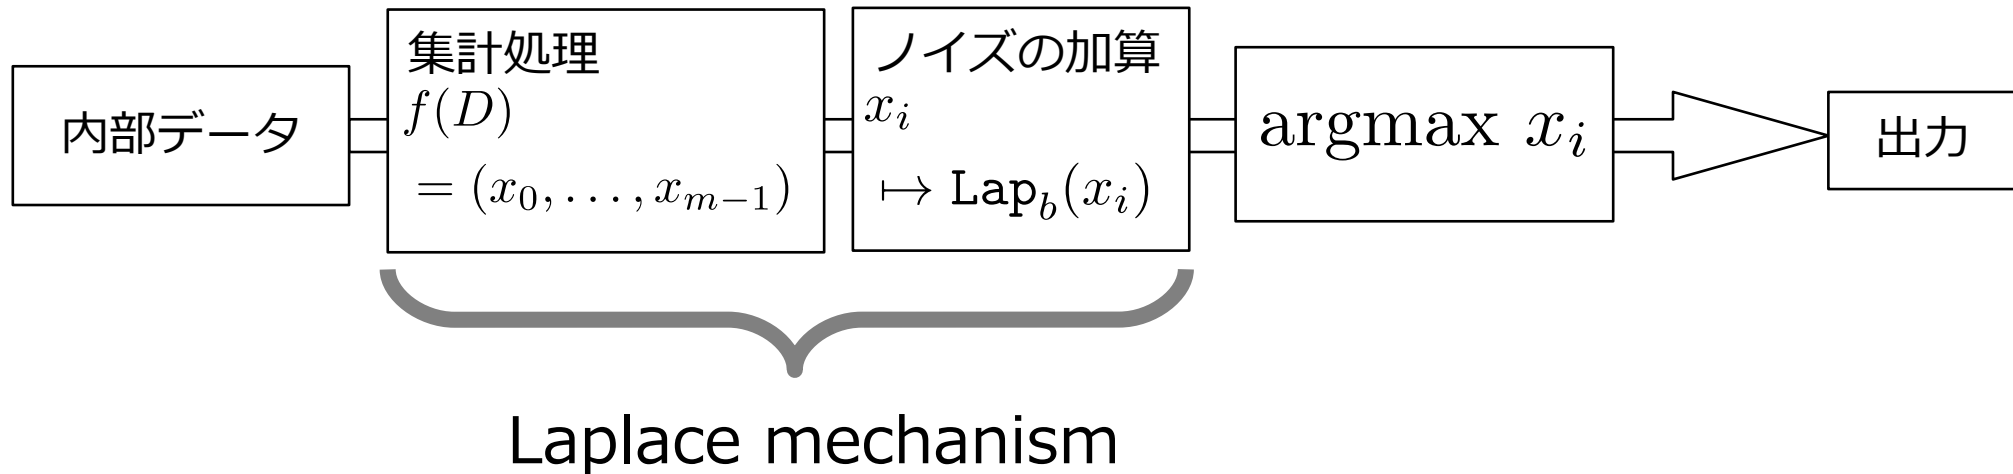 内部データ
集計処理
f(D)
= (x_0, . . . , x_{m−1})
ノイズの加算
x_i
↦ Lap_b(x_i)
argmax x_i
出力
Laplace mechanism